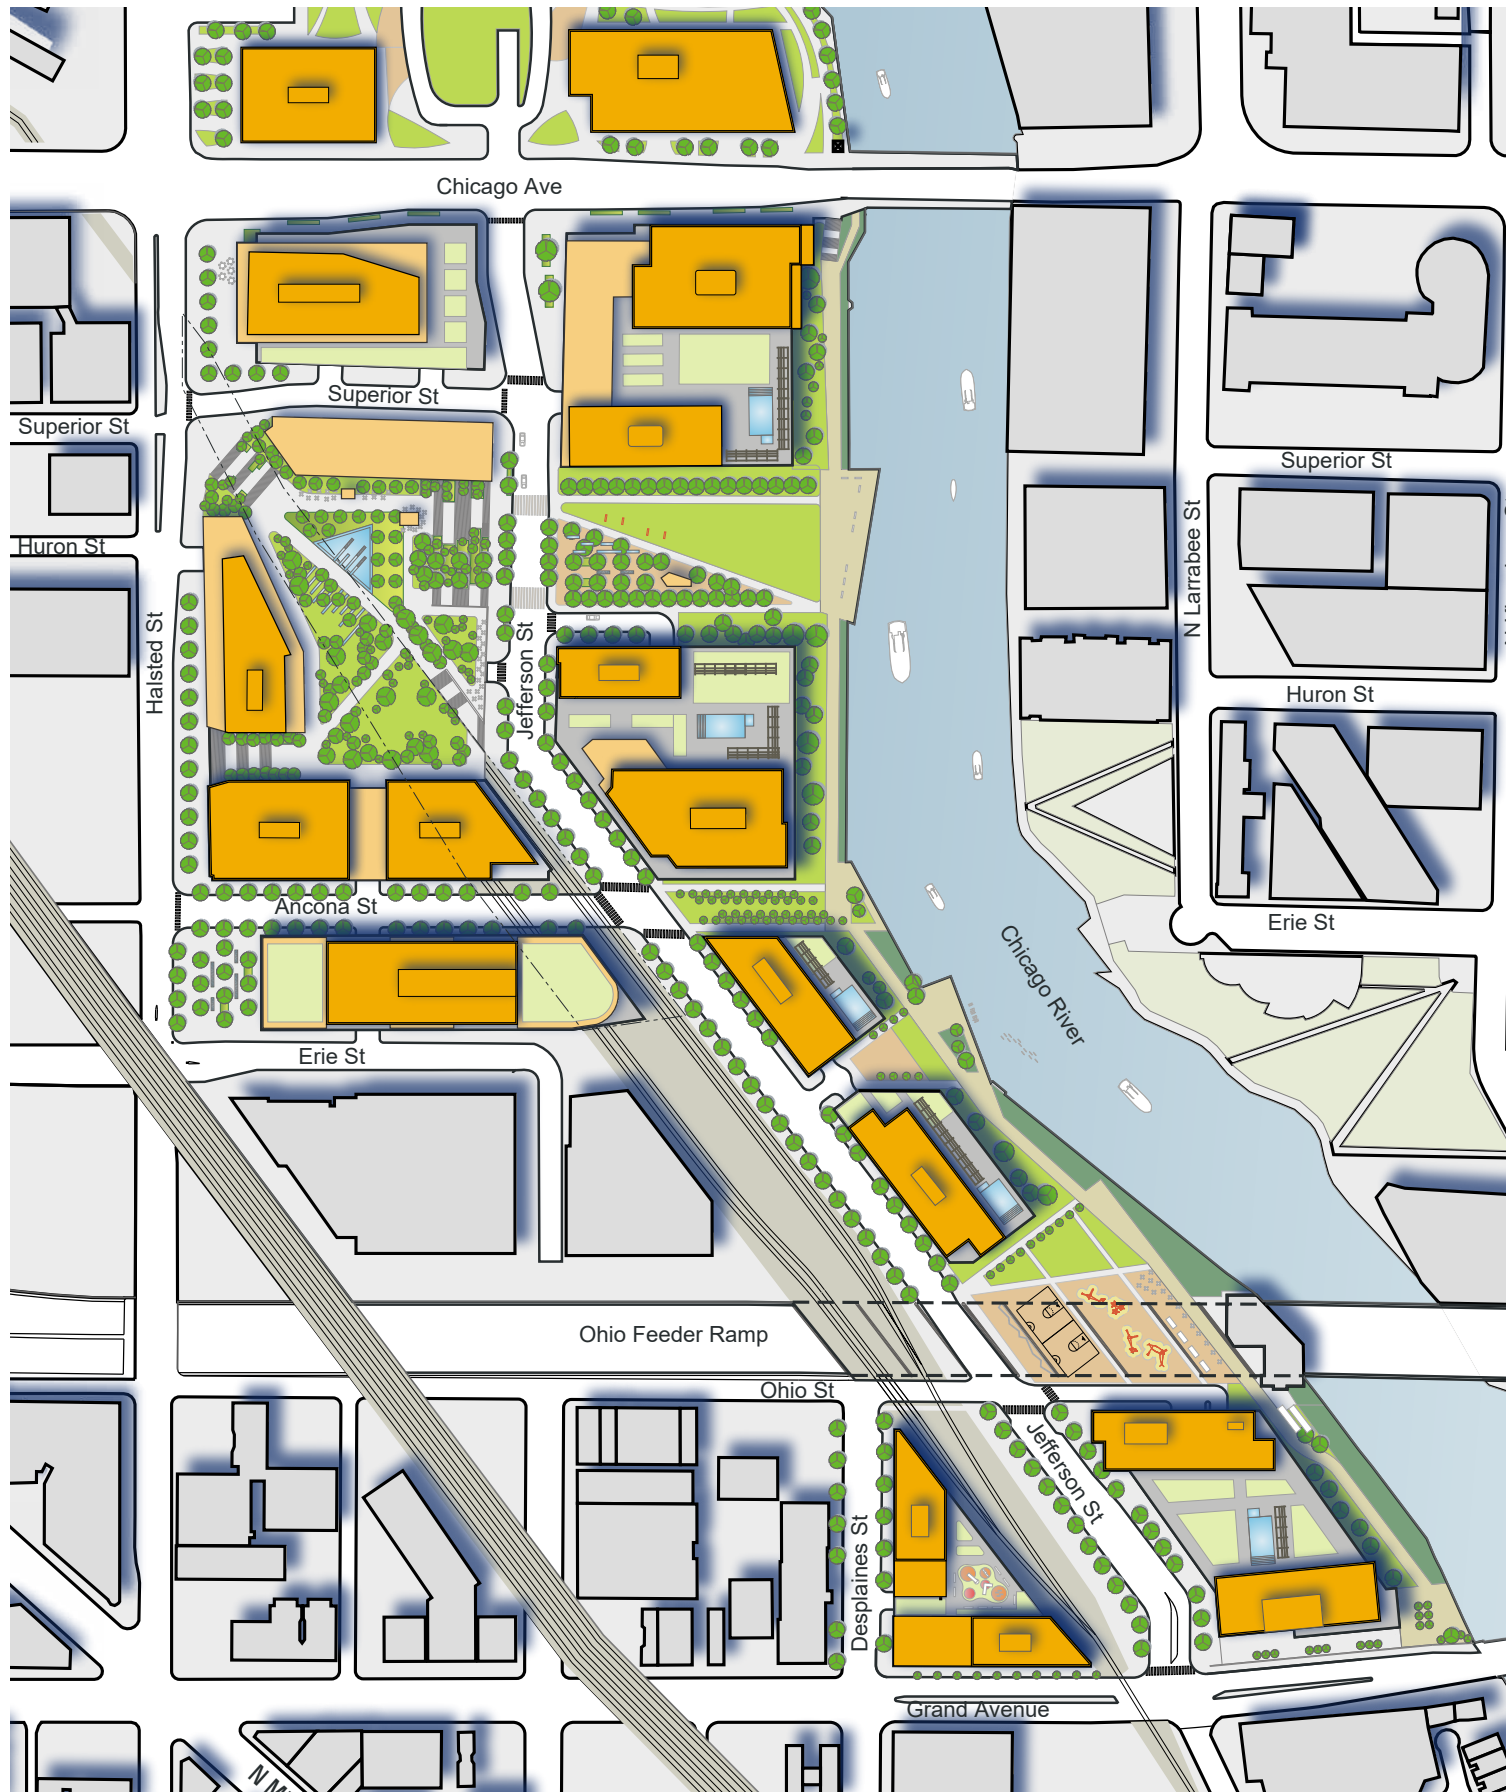 Chicago Ave
Superior St
Superior St
Superior St
Huron St
N Larrabee St
Halsted St
Jefferson St
Huron St
Ancona St
Erie St
Chicago River
Erie St
Ohio Feeder Ramp
Ohio St
Jefferson St
Desplaines St
Grand Avenue